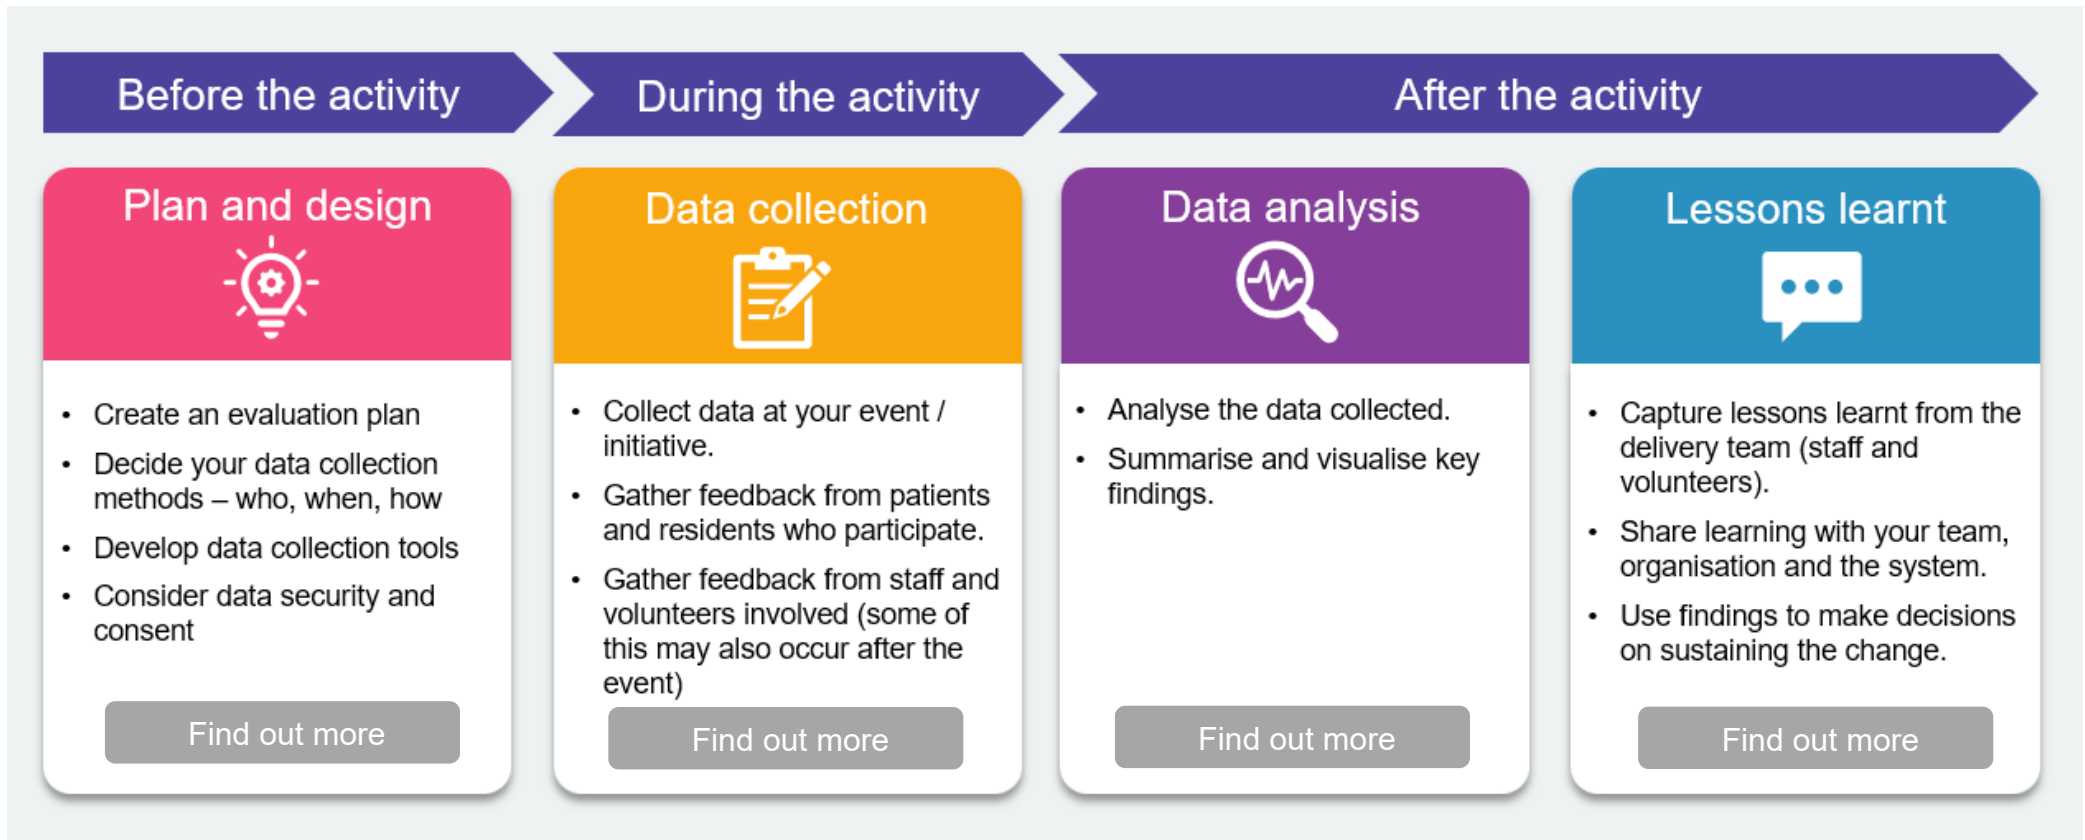 Before the activity
During the activity
After the activity
Plan and design
• Create an evaluation plan
• Decide your data collection
methods – who, when, how
• Develop data collection tools
• Consider data security and
consent
Find out more
Data collection
• Collect data at your event /
initiative.
• Gather feedback from patients
and residents who participate.
• Gather feedback from staff and
volunteers involved (some of
this may also occur after the
event)
Find out more
Data analysis
• Analyse the data collected.
• Summarise and visualise key
findings.
Find out more
Lessons learnt
• Capture lessons learnt from the
delivery team (staff and
volunteers).
• Share learning with your team,
organisation and the system.
• Use findings to make decisions
on sustaining the change.
Find out more